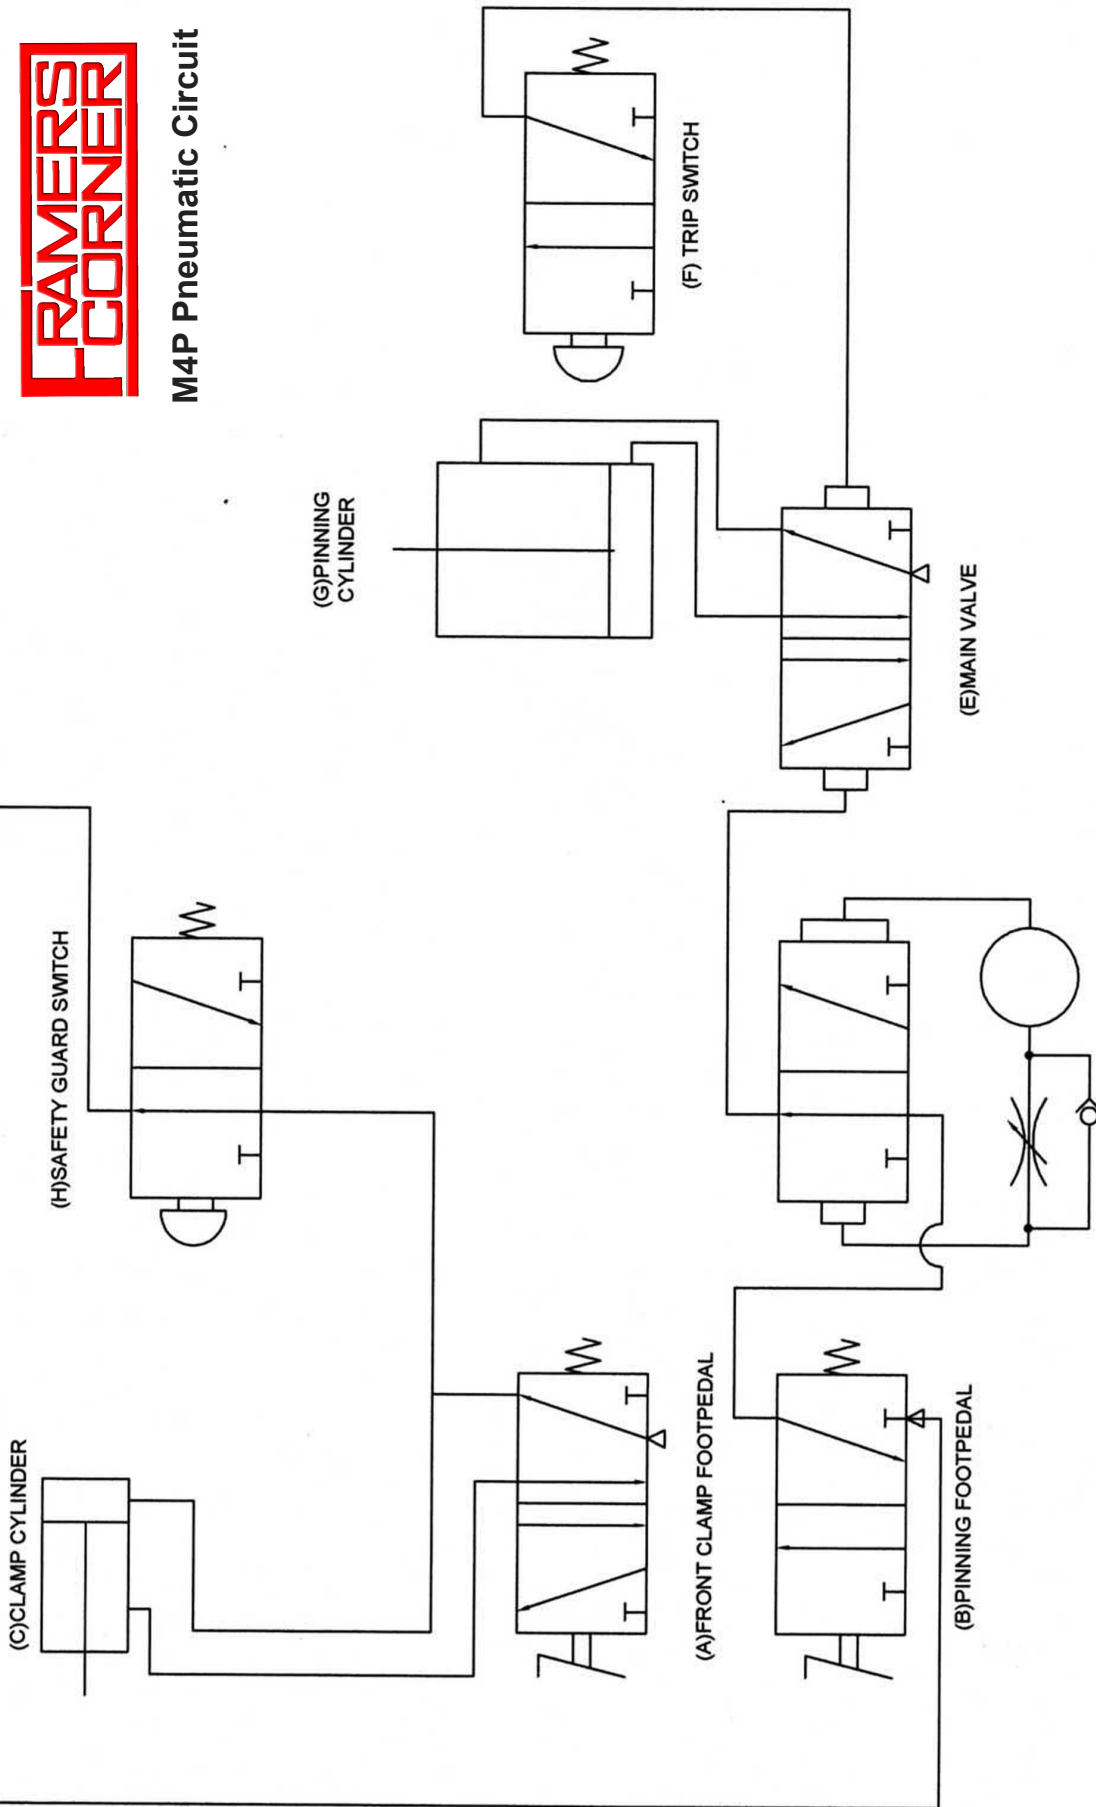 FRAMERS
CORNER
M4P Pneumatic Circuit
(C)CLAMP CYLINDER
(H)SAFETY GUARD SWITCH
(G)PINNING
CYLINDER
(F) TRIP SWITCH
(A)FRONT CLAMP FOOTPEDAL
(B)PINNING FOOTPEDAL
(E)MAIN VALVE